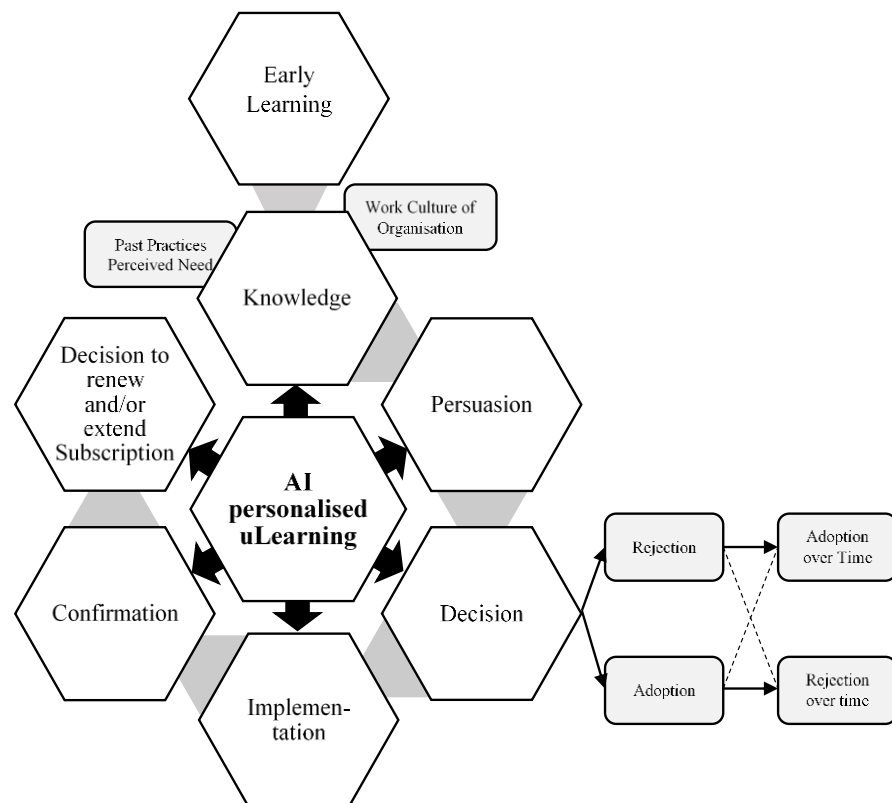 Early
Learning
Work Culture of
Organisation
Past Practices
Perceived Need
Knowledge
Decision to
renew
and/or
extend
Subscription
Persuasion
AI
personalised
uLearning
Rejection
Adoption
over Time
Confirmation
Decision
Adoption
Rejection
over time
Implemen-
tation